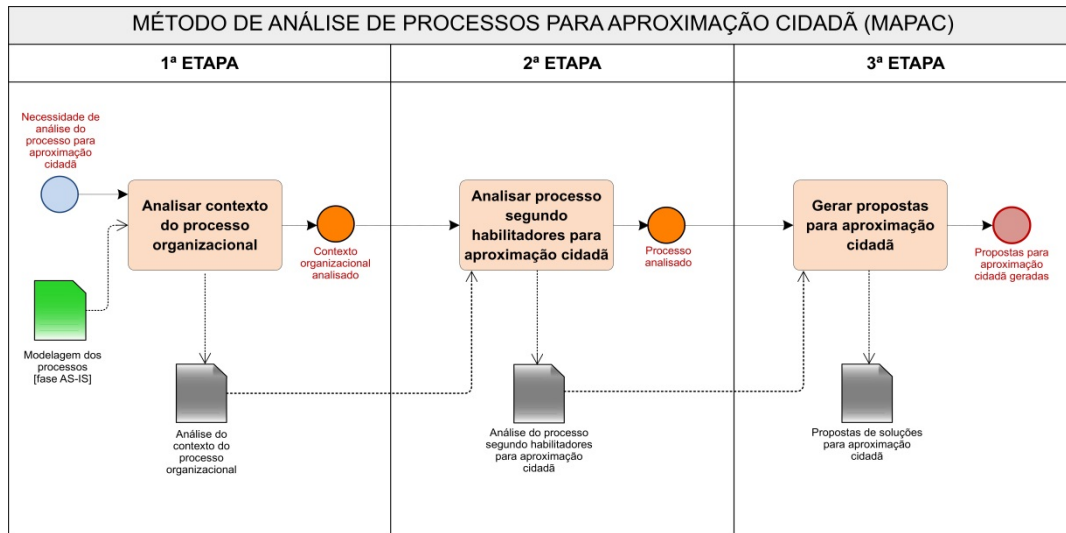 MÉTODO DE ANÁLISE DE PROCESSOS PARA APROXIMAÇÃO CIDADÃ (MAPAC)
1ª ETAPA
2ª ETAPA
3ª ETAPA
Necessidade de
análise do
processo para
aproximação
cidadã
Analisar contexto
do processo
organizacional
Contexto
organizacional
analisado
Modelagem dos
processos
[fase AS-IS]
Análise do
contexto do
processo
organizacional
Analisar processo
segundo
habilitadores para
aproximação cidadã
Processo
analisado
Análise do processo
segundo habilitadores
para aproximação
cidadã
Gerar propostas
para aproximação
cidadã
Propostas para
aproximação
cidadã geradas
Propostas de soluções
para aproximação
cidadã